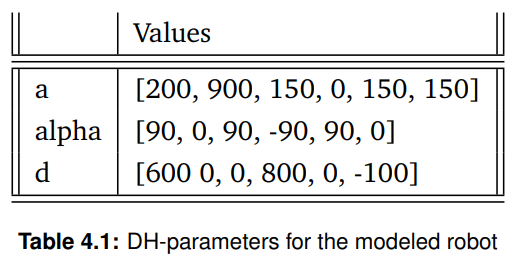 Values
a [200, 900, 150, 0, 150, 150]
alpha [90, 0, 90, -90, 90, 0]
d [600 0, 0, 800, 0, -100]
Table 4.1: DH-parameters for the modeled robot